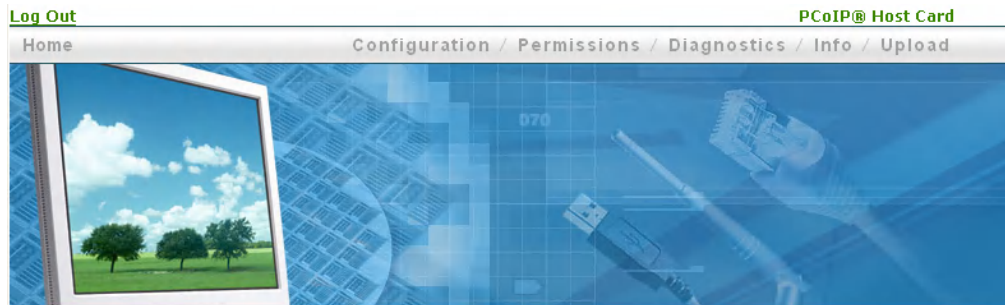 Log Out PCoIP® Host Card
Home Configuration / Permissions / Diagnostics / Info / Upload
070